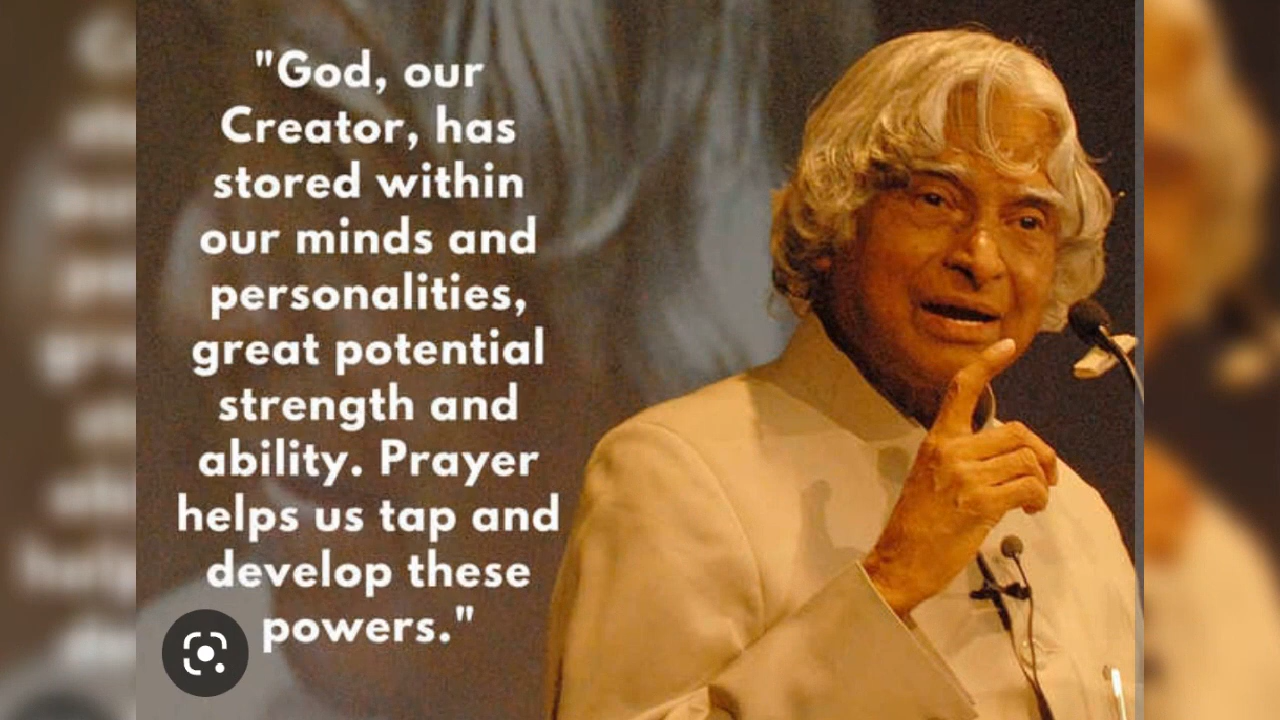 "God, our
Creator, has
stored within
our minds and
personalities,
great potential
strength and
ability. Prayer
helps us tap and
develop these
powers."